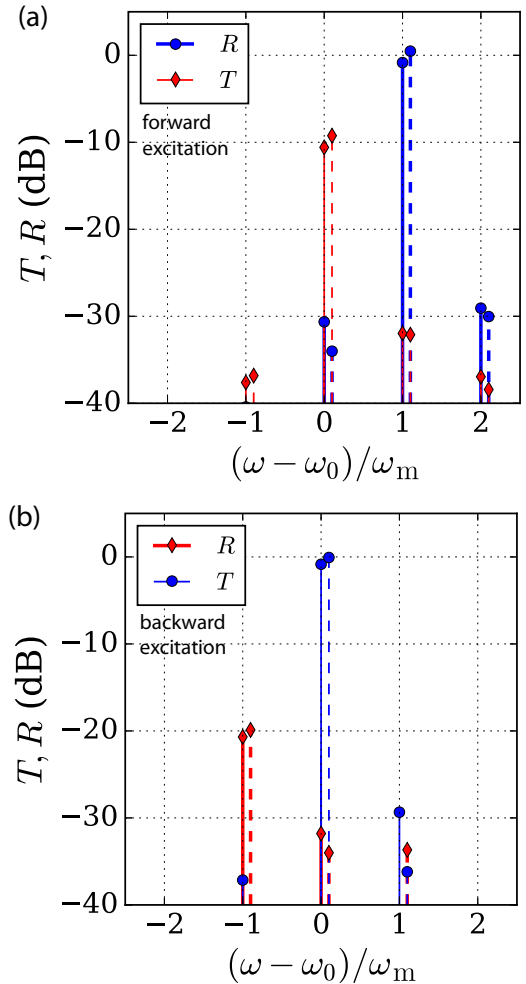 (a)
0
−10
−20
−30
−40
T, R (dB)
R
T
forward
excitation
−2 −1 0 1 2
(ω − ω₀)/ωₘ
(b)
0
−10
−20
−30
−40
T, R (dB)
R
T
backward
excitation
−2 −1 0 1 2
(ω − ω₀)/ωₘ